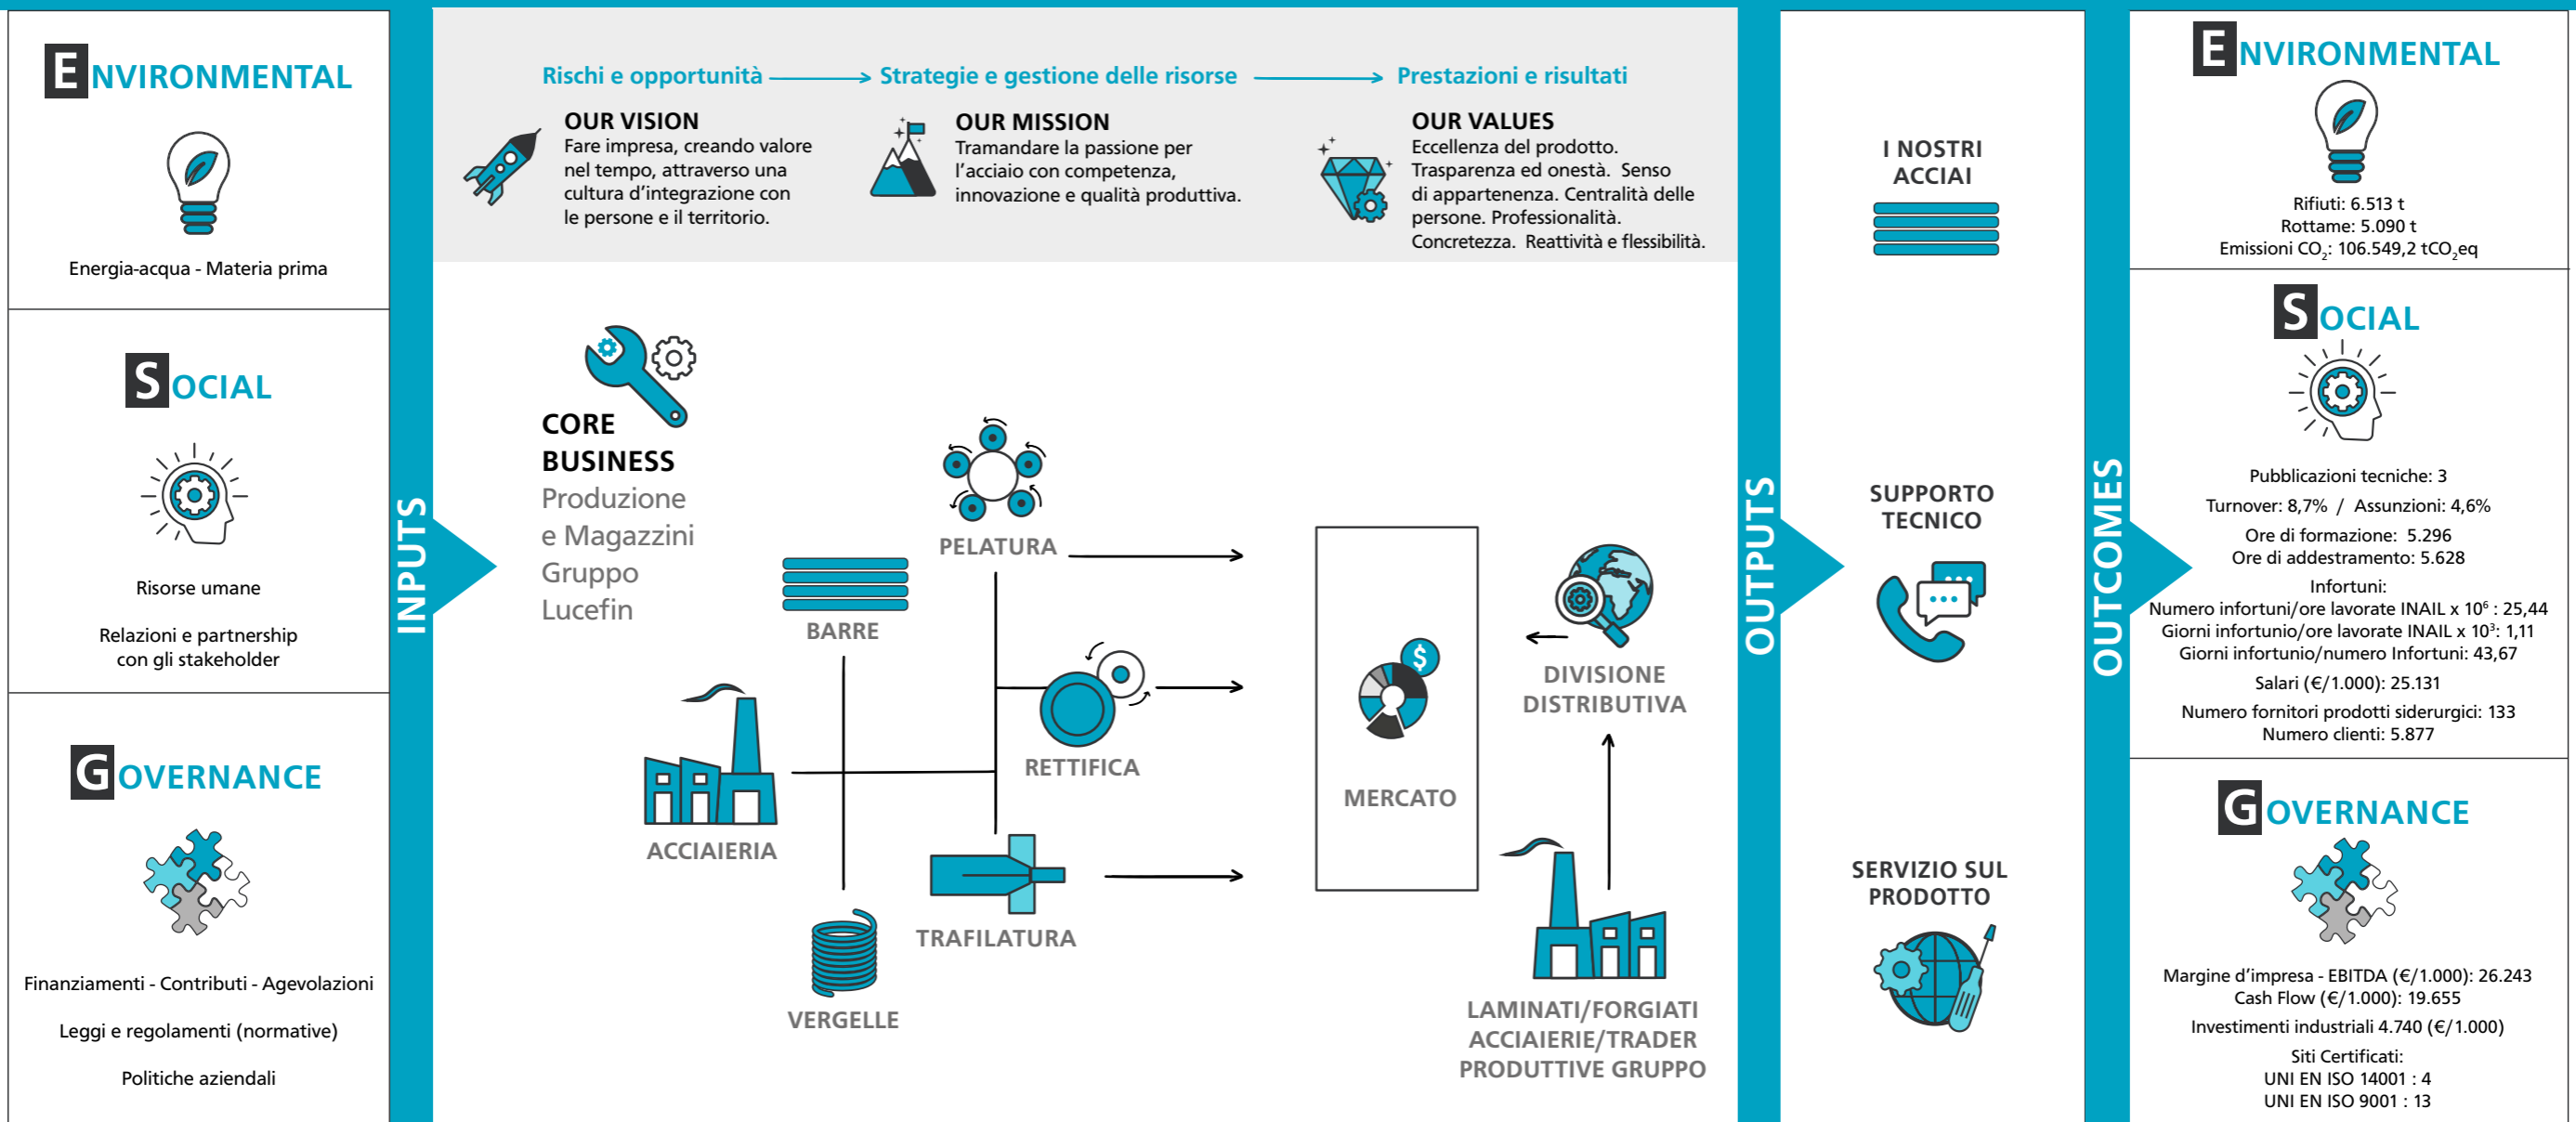 ENVIRONMENTAL
Energia-acqua - Materia prima
SOCIAL
Risorse umane
Relazioni e partnership
con gli stakeholder
GOVERNANCE
Finanziamenti - Contributi - Agevolazioni
Leggi e regolamenti (normative)
Politiche aziendali
INPUTS
Rischi e opportunità
Strategie e gestione delle risorse
Prestazioni e risultati
OUR VISION
Fare impresa, creando valore
nel tempo, attraverso una
cultura d'integrazione con
le persone e il territorio.
OUR MISSION
Tramandare la passione per
l'acciaio con competenza,
innovazione e qualità produttiva.
OUR VALUES
Eccellenza del prodotto.
Trasparenza ed onestà. Senso
di appartenenza. Centralità delle
persone. Professionalità.
Concretezza. Reattività e flessibilità.
CORE
BUSINESS
Produzione
e Magazzini
Gruppo
Lucefin
BARRE
ACCIAIERIA
VERGELLE
PELATURA
RETTIFICA
TRAFILATURA
$
MERCATO
DIVISIONE
DISTRIBUTIVA
LAMINATI/FORGIATI
ACCIAIERIE/TRADER
PRODUTTIVE GRUPPO
OUTPUTS
I NOSTRI
ACCIAI
SUPPORTO
TECNICO
SERVIZIO SUL
PRODOTTO
OUTCOMES
ENVIRONMENTAL
Rifiuti: 6.513 t
Rottame: 5.090 t
Emissioni CO₂: 106.549,2 tCO₂eq
SOCIAL
Pubblicazioni tecniche: 3
Turnover: 8,7% / Assunzioni: 4,6%
Ore di formazione: 5.296
Ore di addestramento: 5.628
Infortuni:
Numero infortuni/ore lavorate INAIL x 10⁶ : 25,44
Giorni infortunio/ore lavorate INAIL x 10³: 1,11
Giorni infortunio/numero Infortuni: 43,67
Salari (€/1.000): 25.131
Numero fornitori prodotti siderurgici: 133
Numero clienti: 5.877
GOVERNANCE
Margine d'impresa - EBITDA (€/1.000): 26.243
Cash Flow (€/1.000): 19.655
Investimenti industriali 4.740 (€/1.000)
Siti Certificati:
UNI EN ISO 14001 : 4
UNI EN ISO 9001 : 13